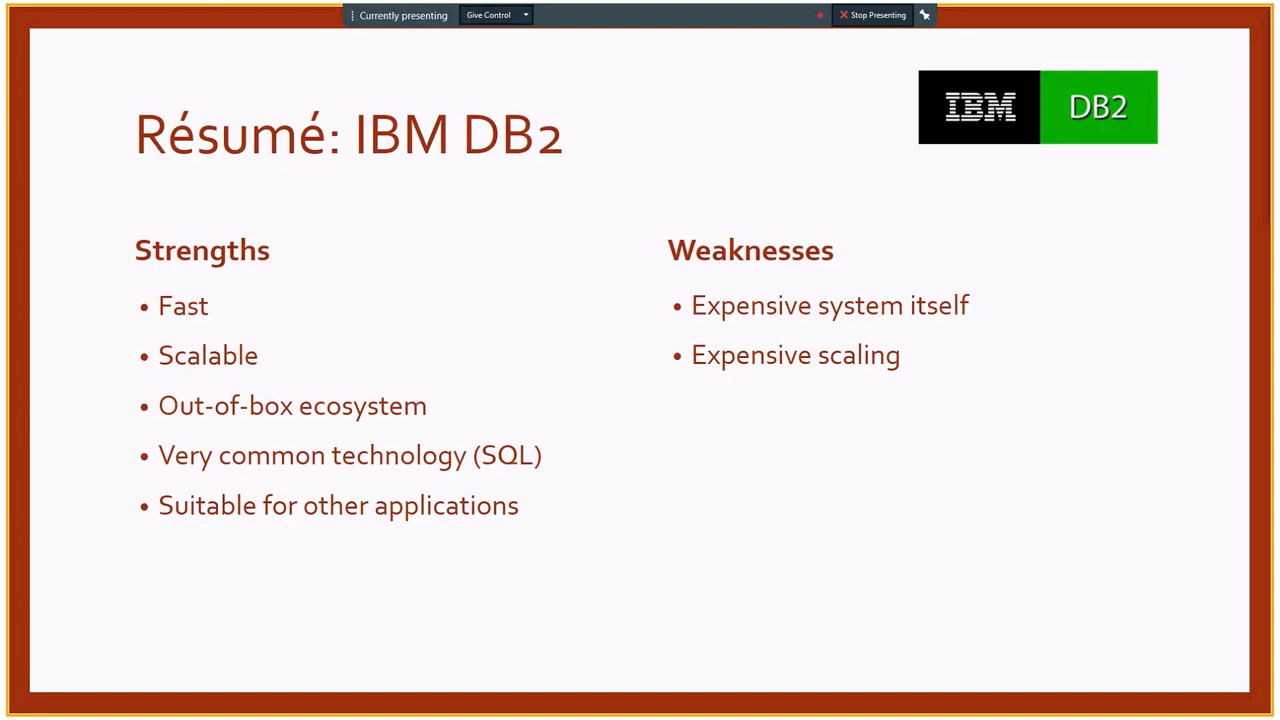 Currently presenting
Give Control
Stop Presenting
IBM
DB2
Résumé: IBM DB2
Strengths
• Fast
• Scalable
• Out-of-box ecosystem
• Very common technology (SQL)
• Suitable for other applications
Weaknesses
• Expensive system itself
• Expensive scaling